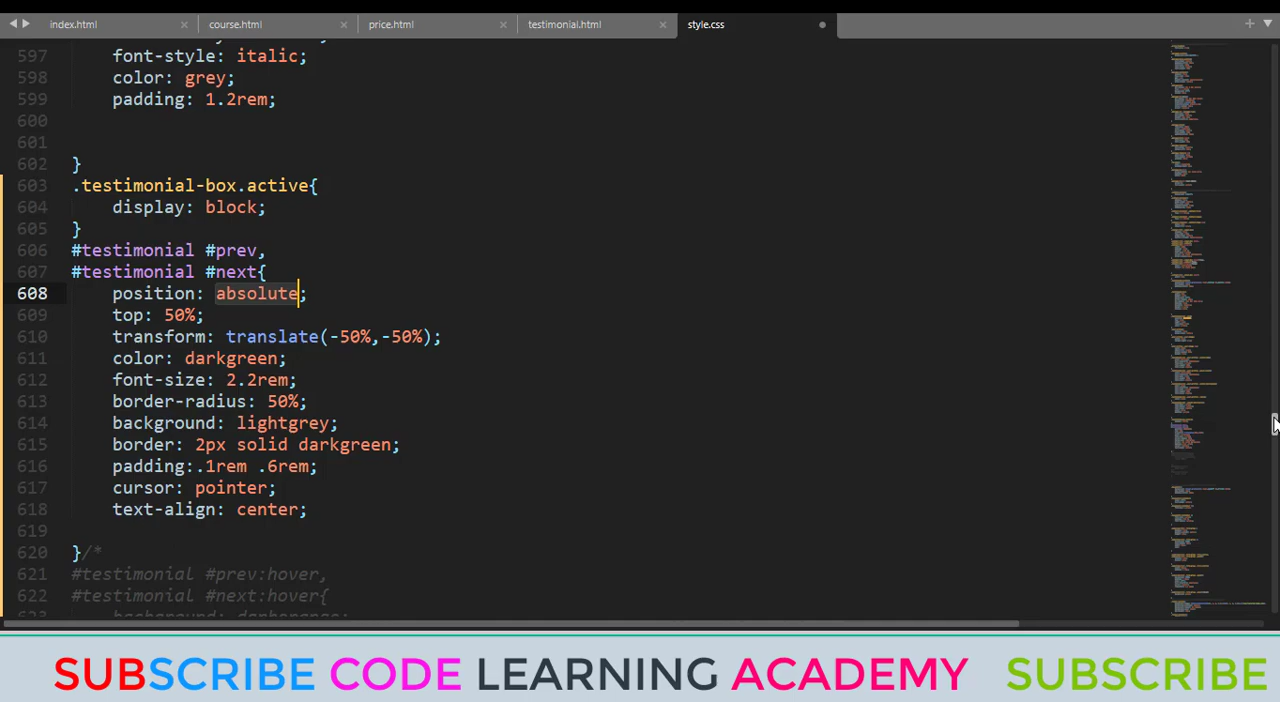 index.html
course.html
price.html
testimonial.html
style.css
597 font-style: italic;
598 color: grey;
599 padding: 1.2rem;
600
601
602 }
603 .testimonial-box.active{
604 display: block;
605 }
606 #testimonial #prev,
607 #testimonial #next{
608 position: absolute;
609 top: 50%;
610 transform: translate(-50%,-50%);
611 color: darkgreen;
612 font-size: 2.2rem;
613 border-radius: 50%;
614 background: lightgrey;
615 border: 2px solid darkgreen;
616 padding:.1rem .6rem;
617 cursor: pointer;
618 text-align: center;
619
620 }/*
621 #testimonial #prev:hover,
622 #testimonial #next:hover{
SUBSCRIBE CODE LEARNING ACADEMY SUBSCRIBE